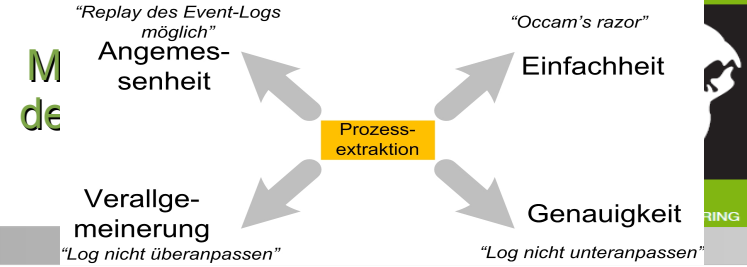 “Replay des Event-Logs
möglich”
Angemes-
senheit
“Occam’s razor”
Einfachheit
Prozess-
extraktion
Verallge-
meinerung
“Log nicht überanpassen”
Genauigkeit
“Log nicht unteranpassen”